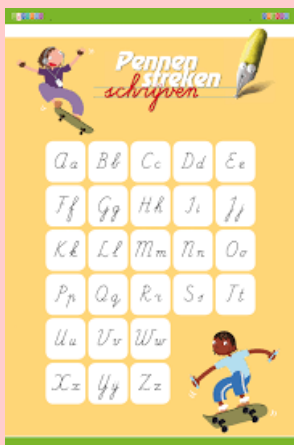 Pennen
streken
schrijven
Aa Bb Cc Dd Ee
Ff Gg Hh Ii Jj
Kk Ll Mm Nn Oo
Pp Qq Rr Ss Tt
Uu Vv Ww
Xx Yy Zz